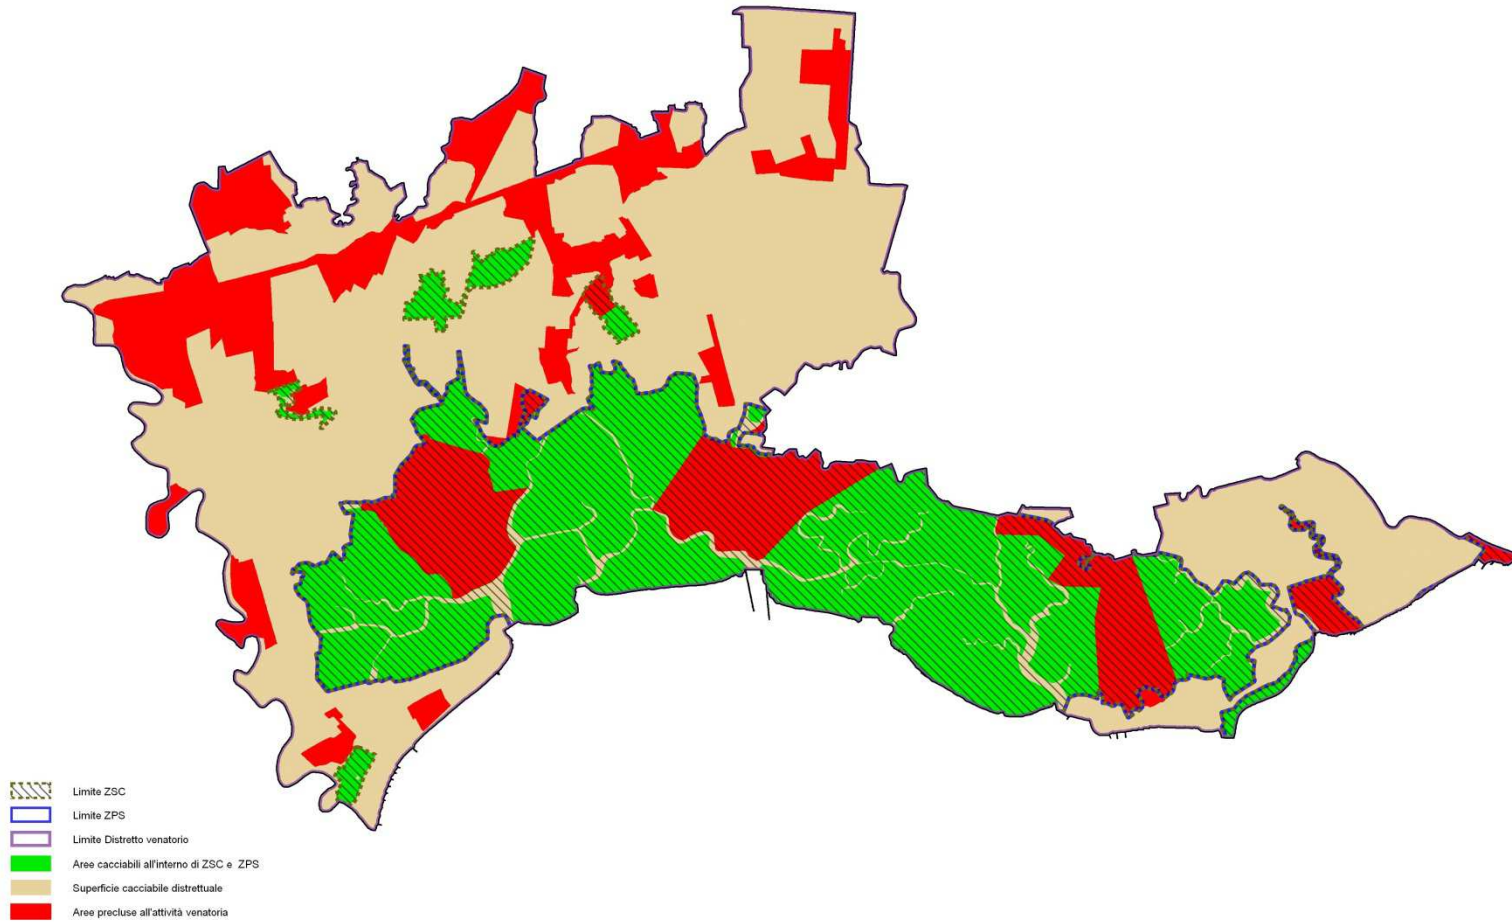 Limite ZSC
Limite ZPS
Limite Distretto venatorio
Aree cacciabili all'interno di ZSC e ZPS
Superficie cacciabile distrettuale
Aree precluse all'attività venatoria